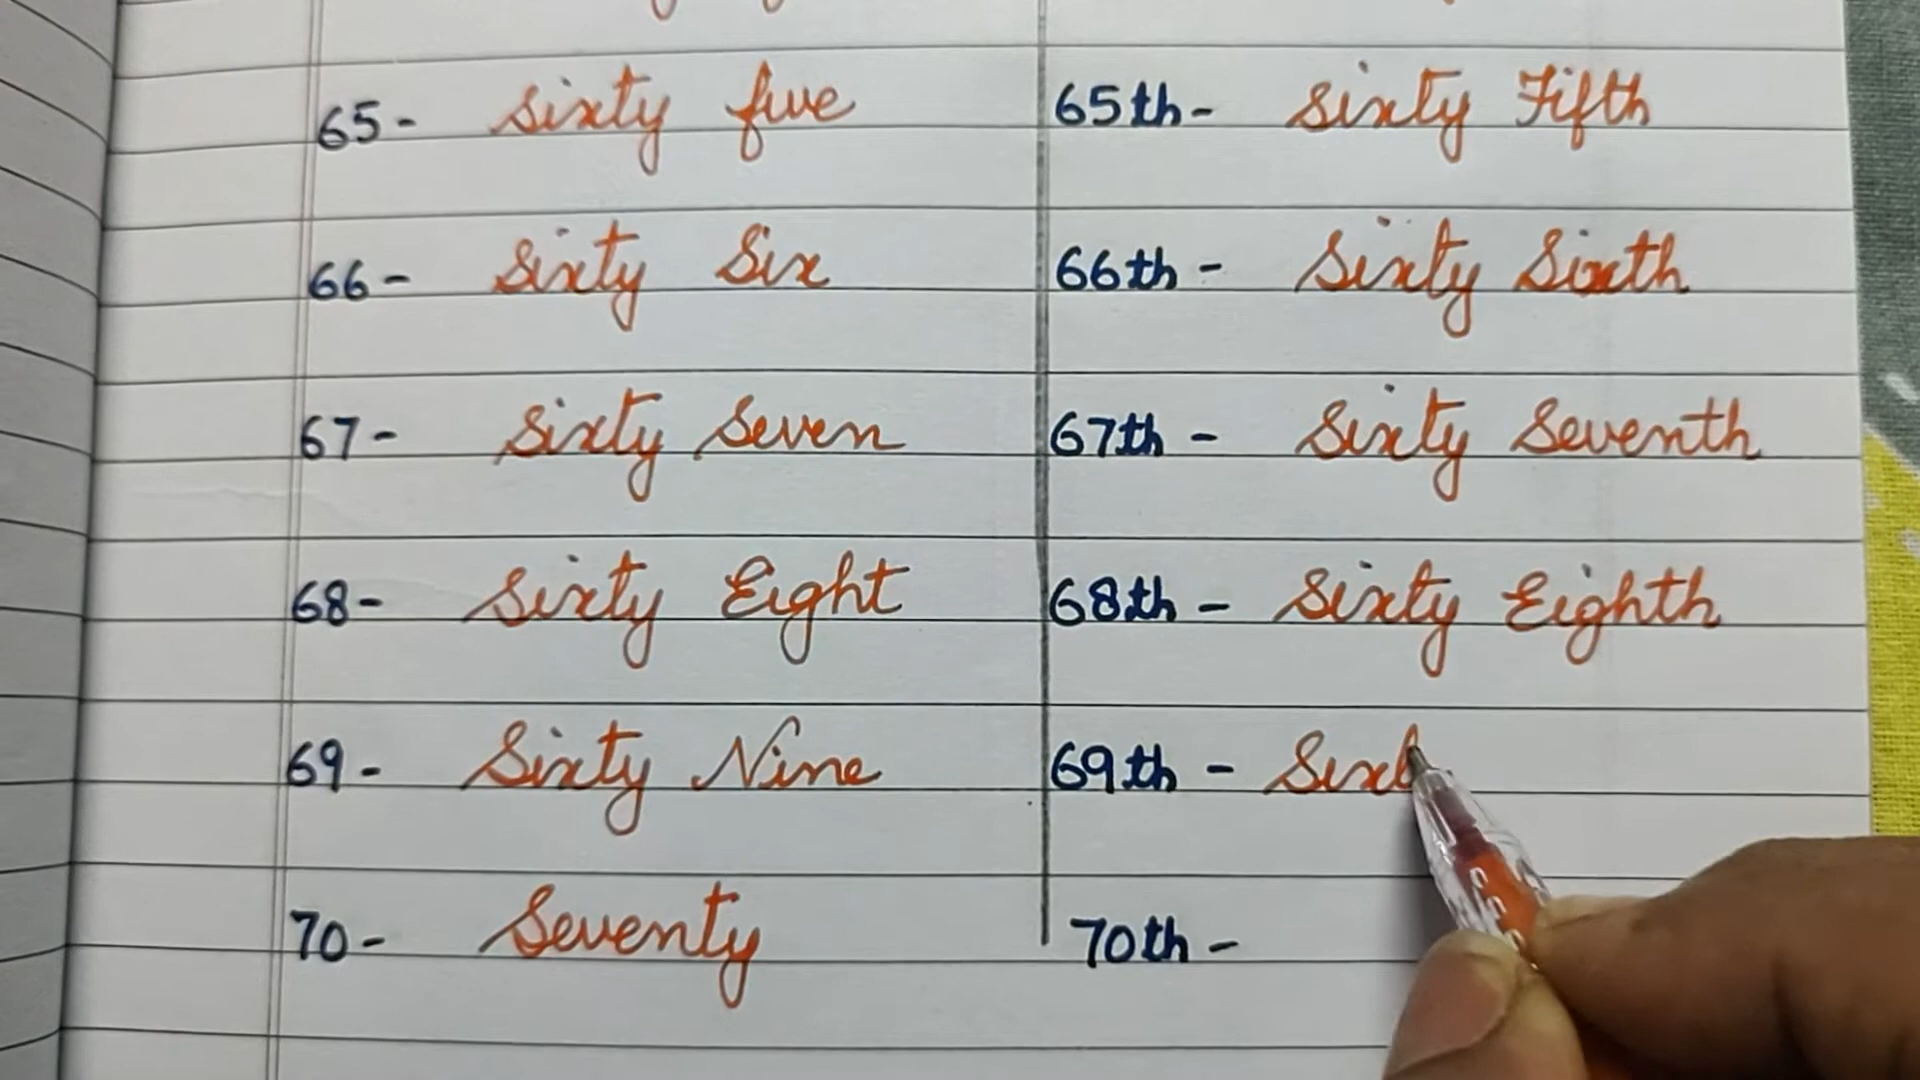 65- Sixty five 65th- Sixty Fifth
66- Sixty Six 66th- Sixty Sixth
67- Sixty Seven 67th- Sixty Seventh
68- Sixty Eight 68th- Sixty Eighth
69- Sixty Nine 69th- Sixt
70- Seventy 70th-